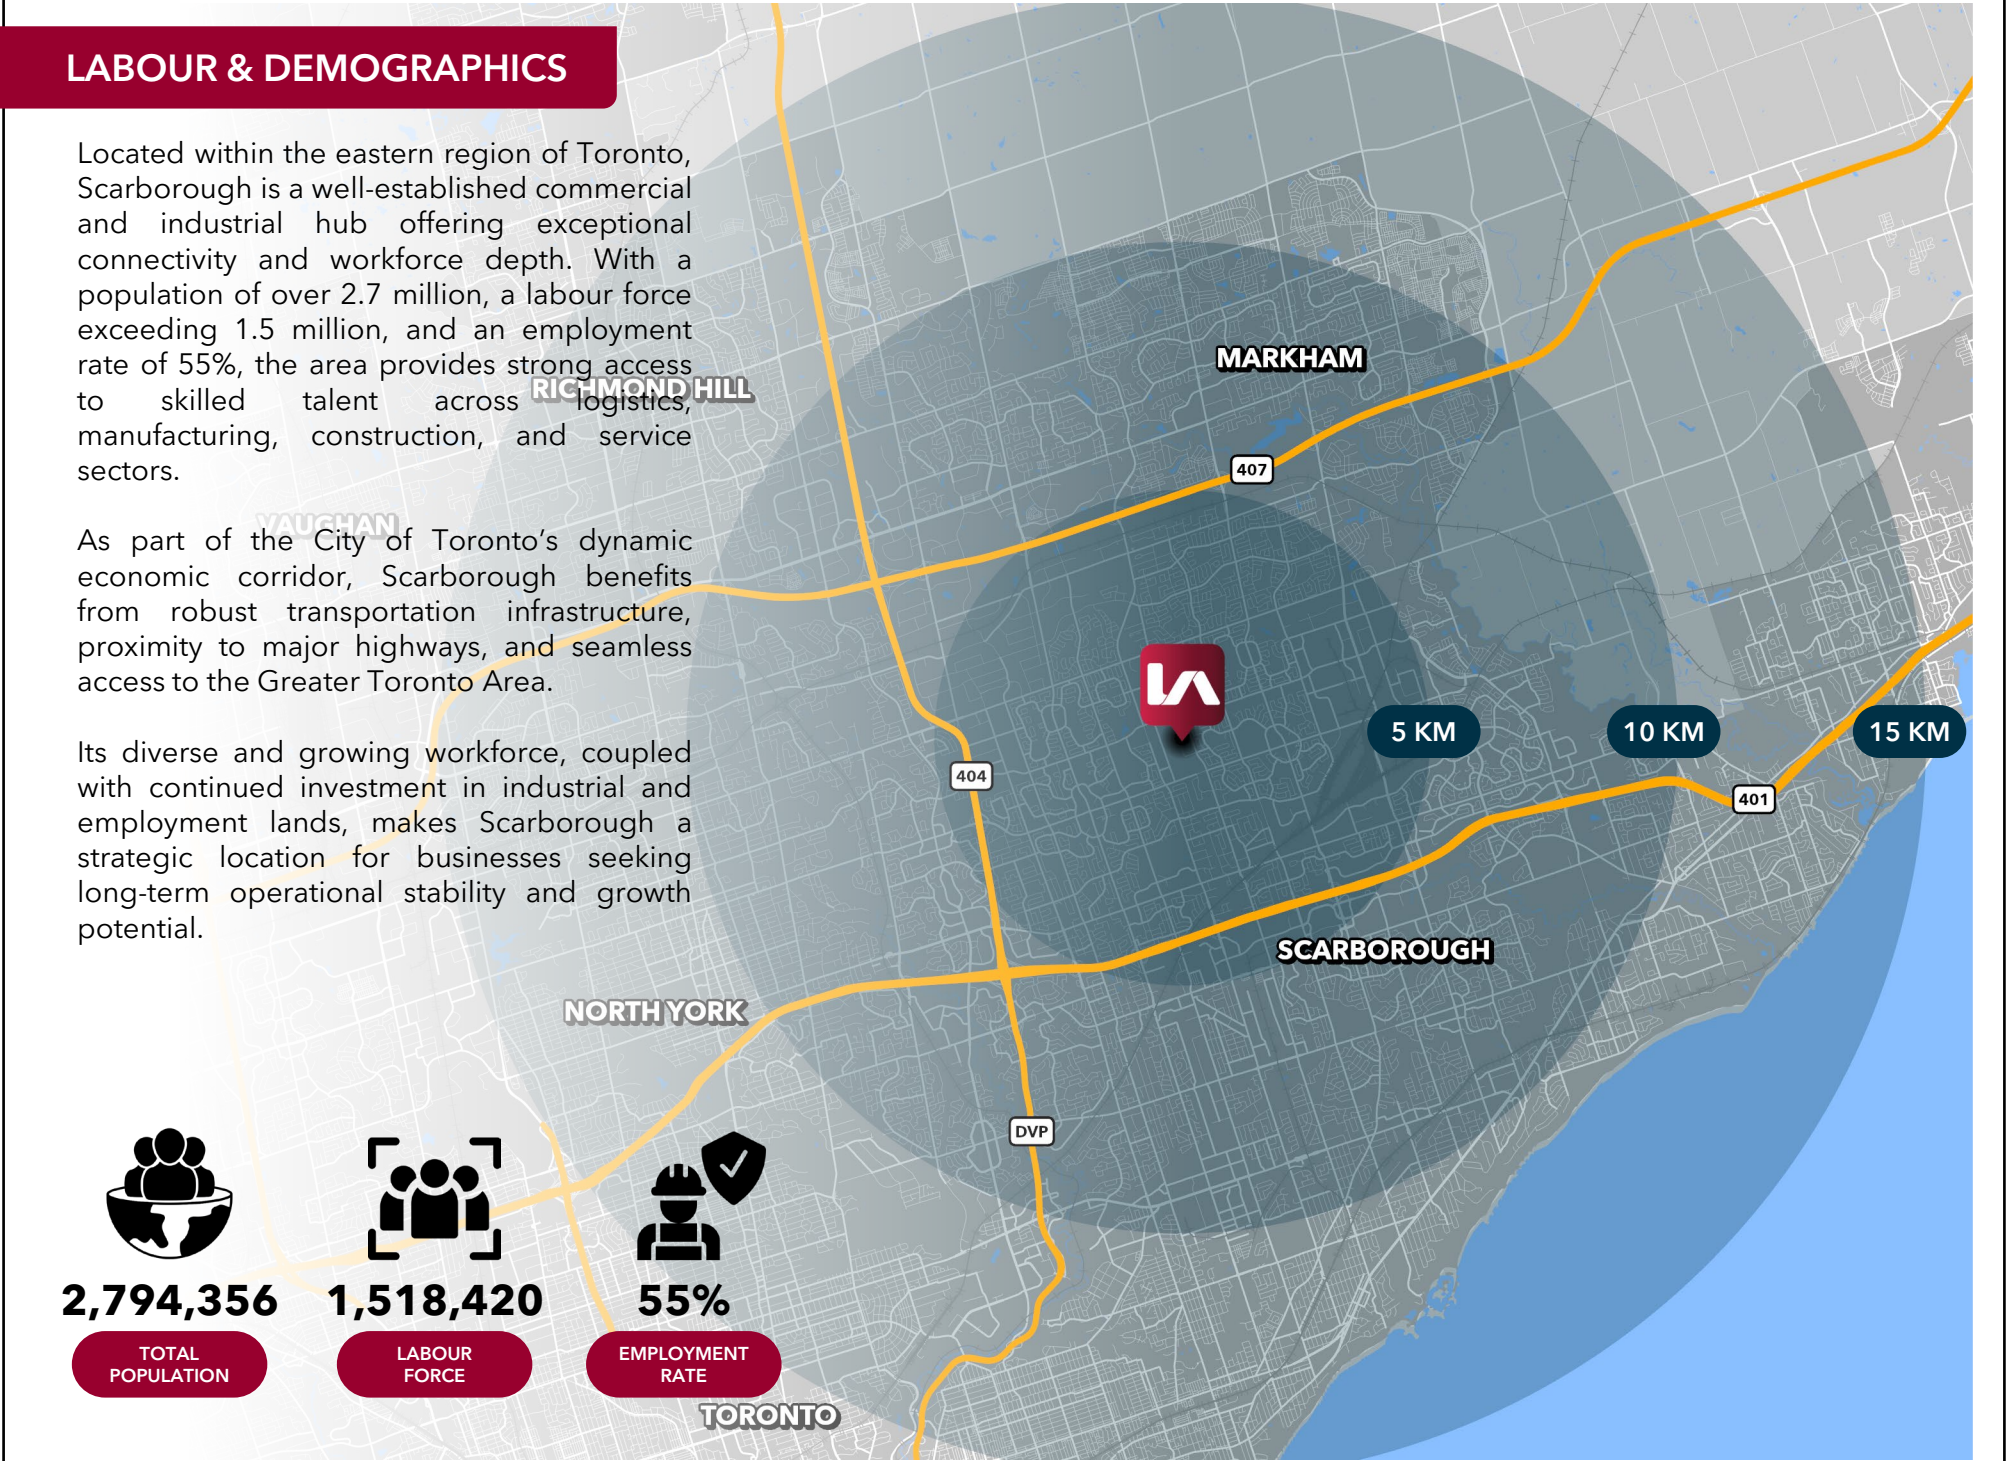 LABOUR & DEMOGRAPHICS
Located within the eastern region of Toronto,
Scarborough is a well-established commercial
and industrial hub offering exceptional
connectivity and workforce depth. With a
population of over 2.7 million, a labour force
exceeding 1.5 million, and an employment
rate of 55%, the area provides strong access
to skilled talent across logistics,
manufacturing, construction, and service
sectors.
As part of the City of Toronto’s dynamic
economic corridor, Scarborough benefits
from robust transportation infrastructure,
proximity to major highways, and seamless
access to the Greater Toronto Area.
Its diverse and growing workforce, coupled
with continued investment in industrial and
employment lands, makes Scarborough a
strategic location for businesses seeking
long-term operational stability and growth
potential.
2,794,356
TOTAL
POPULATION
1,518,420
LABOUR
FORCE
55%
EMPLOYMENT
RATE
RICHMOND HILL
VAUGHAN
MARKHAM
407
LA
5 KM
10 KM
15 KM
404
401
SCARBOROUGH
NORTH YORK
DVP
TORONTO